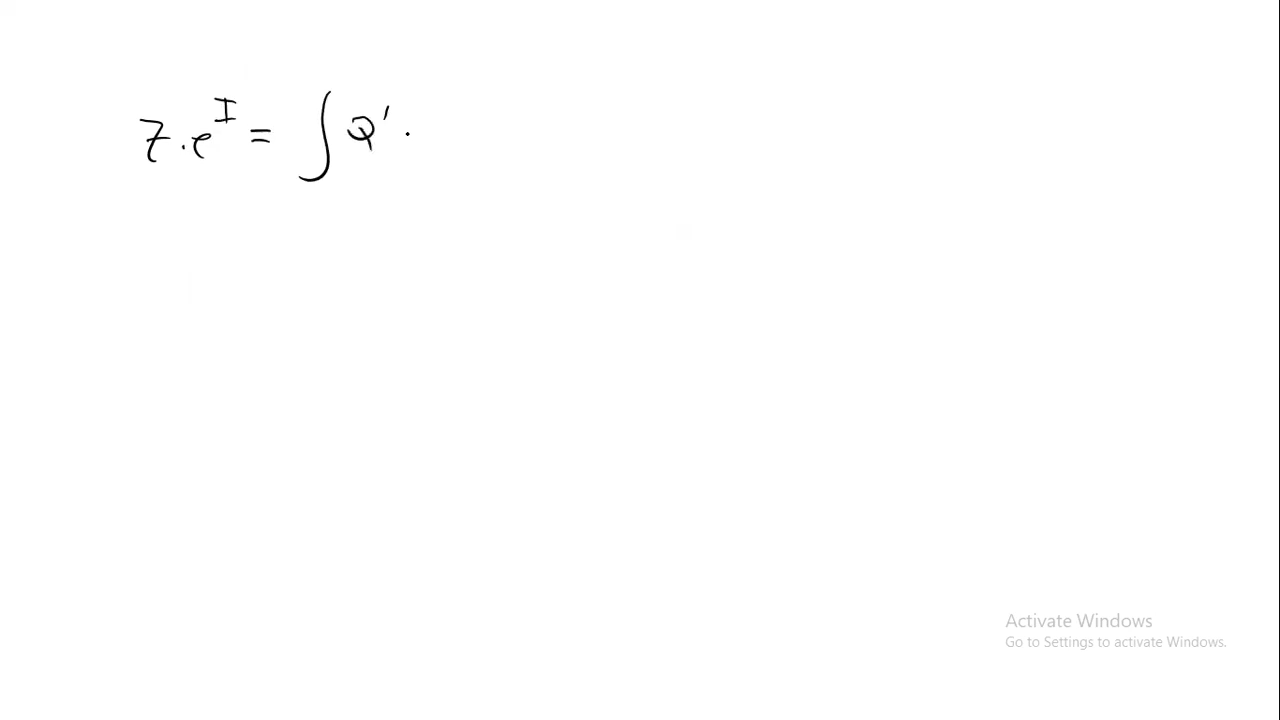 z.e^I = ∫ Q' .
Activate Windows
Go to Settings to activate Windows.